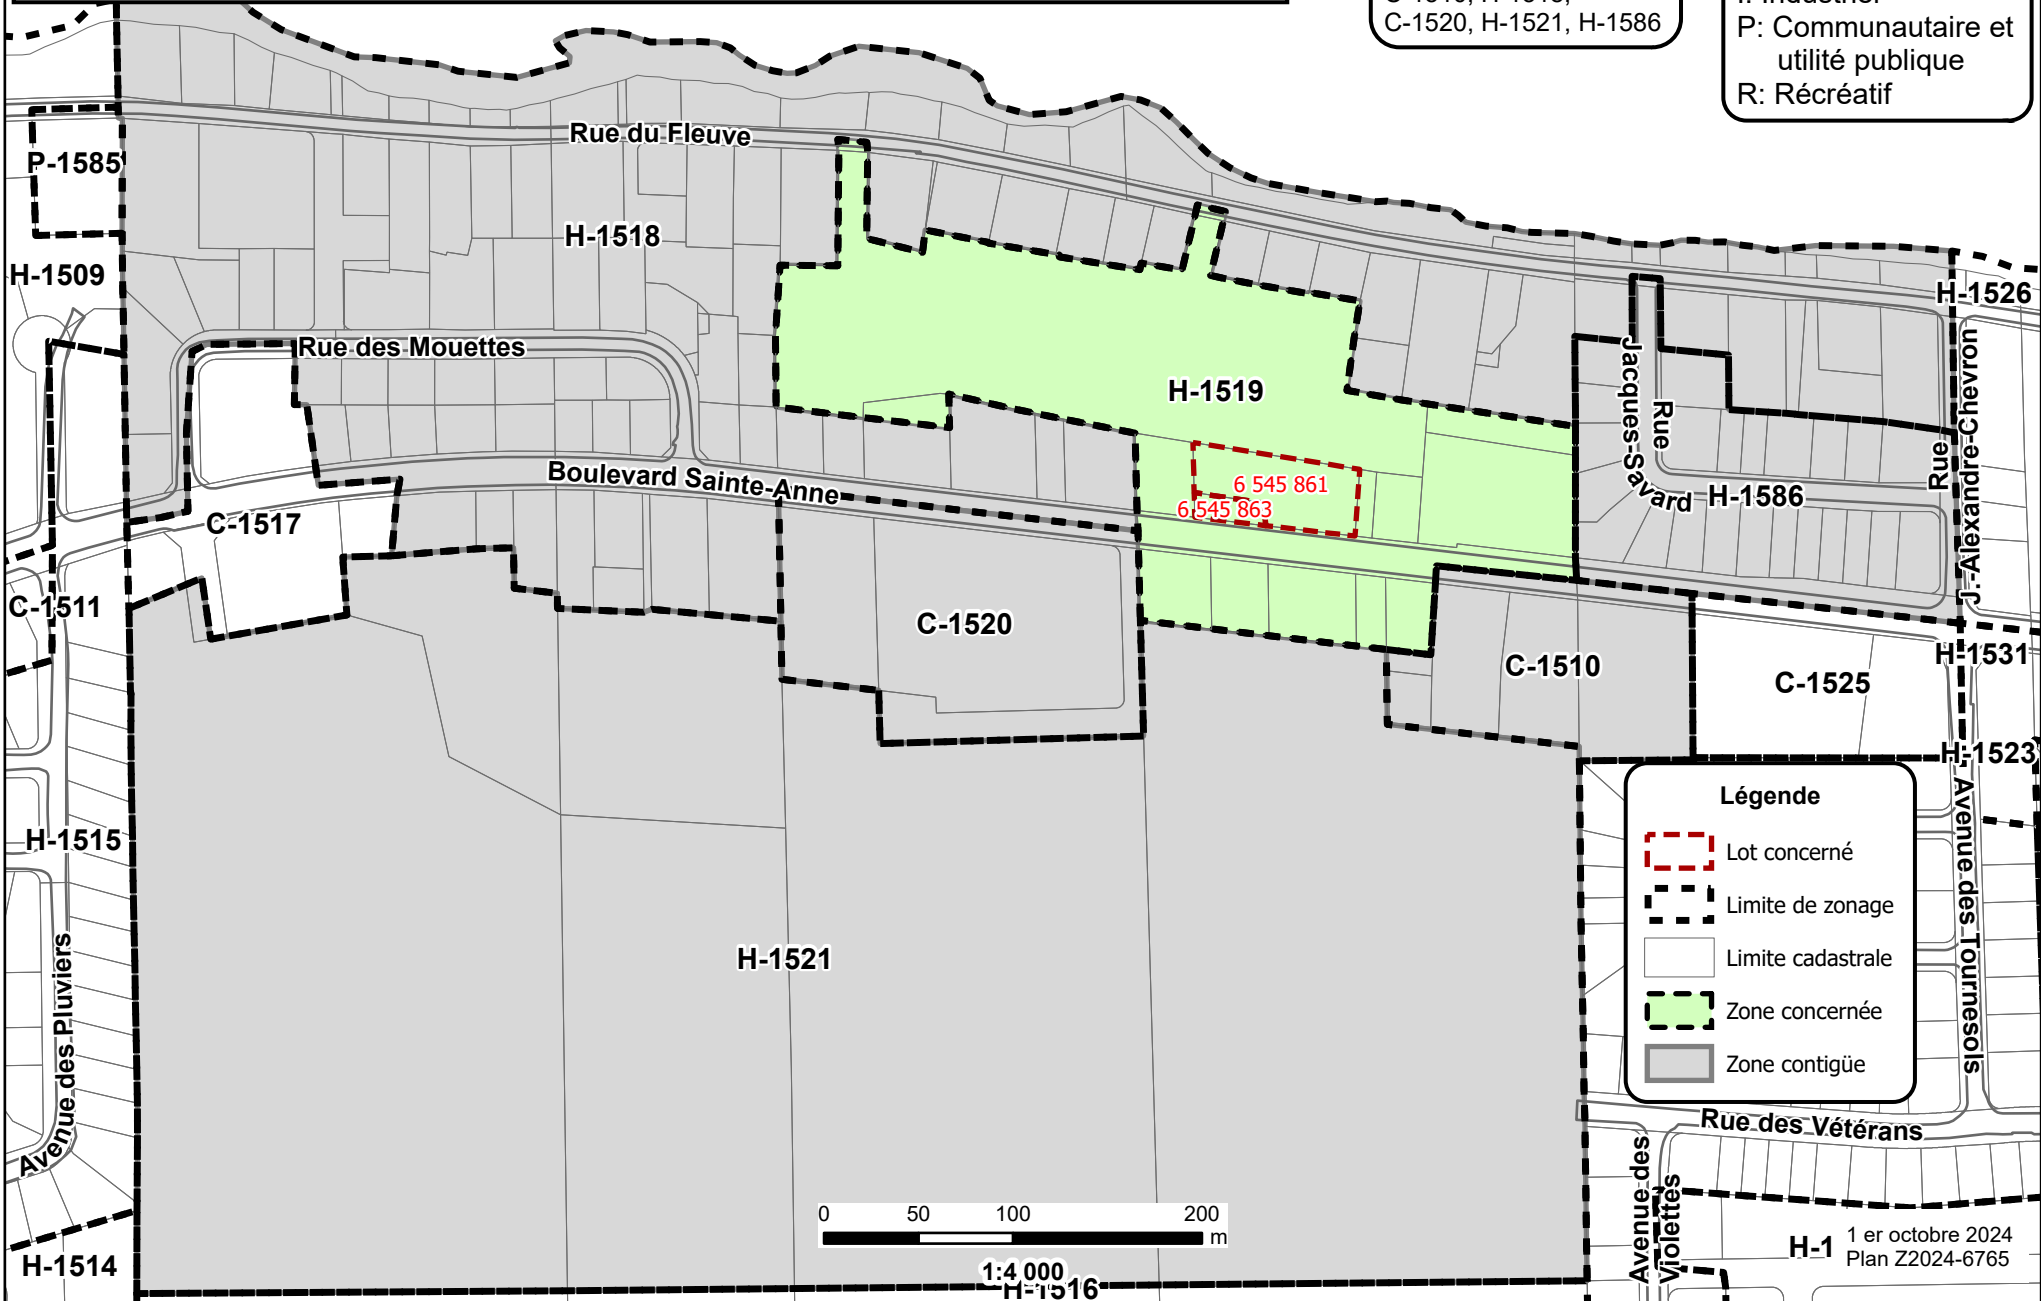 C-1520, H-1521, H-1586
P: Communautaire et
utilité publique
R: Récréatif
Rue du Fleuve
P-1585
H-1518
H-1509
H-1526
Rue des Mouettes
H-1519
Rue
Jacques-Savard
Rue
J.-Alexandre-Chevron
Boulevard Sainte-Anne
6 545 861
6 545 863
H-1586
C-1517
C-1511
C-1520
C-1510
C-1525
H-1531
H-1523
Légende
Lot concerné
Limite de zonage
Limite cadastrale
Zone concernée
Zone contigüe
H-1515
H-1521
Avenue des Pluviers
Avenue des Tournesols
Rue des Vétérans
Avenue des
Violettes
0 50 100 200
m
1:4 000
H-1516
H-1514
H-1
1 er octobre 2024
Plan Z2024-6765